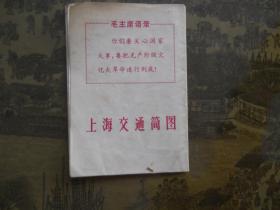 毛主席语录
你们要关心国家
大事，要把无产阶级文
化大革命进行到底！
上海交通简图